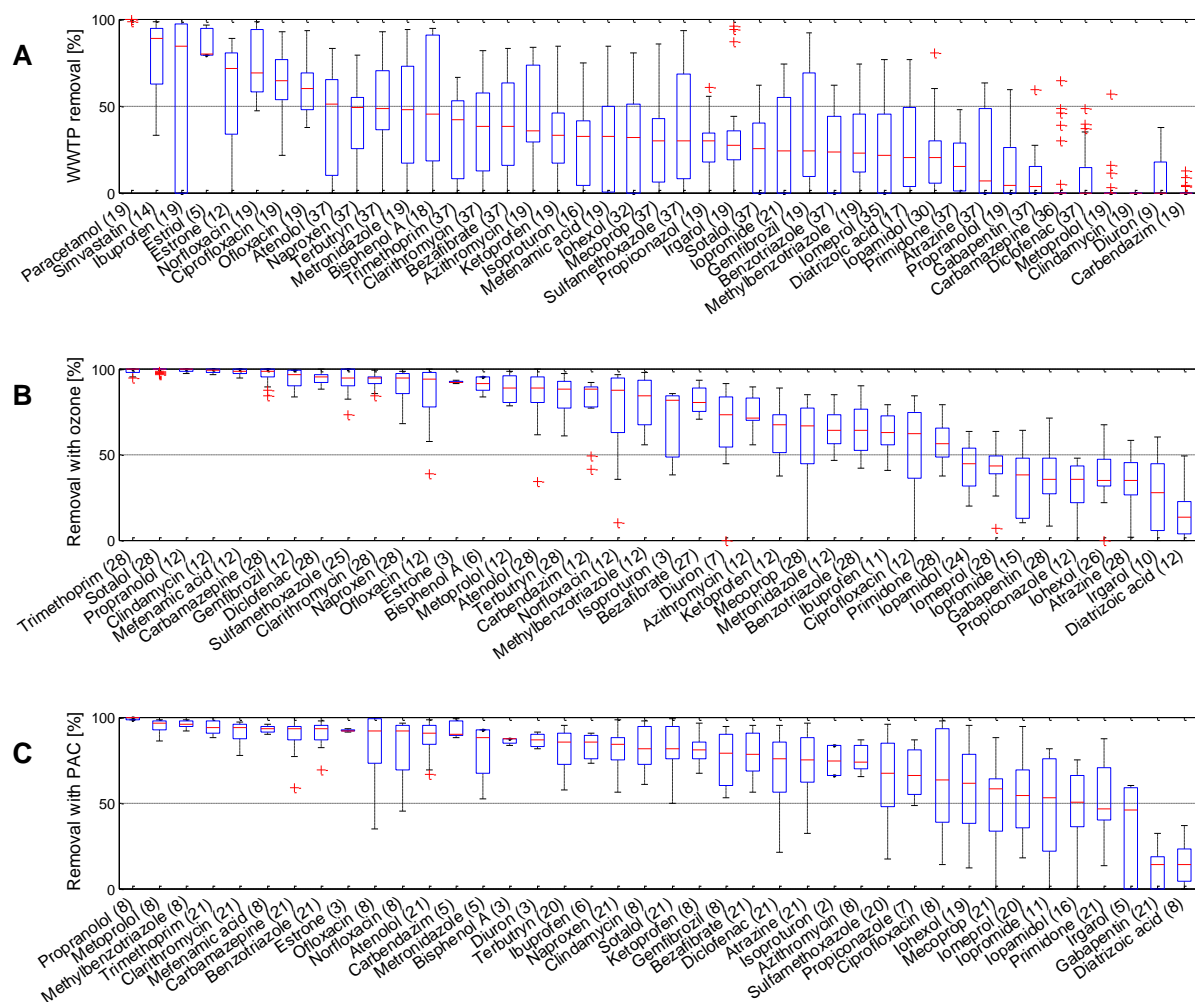 A
WWTP removal [%]
100
50
0
Paracetamol (19)
Simvastatin (14)
Ibuprofen (19)
Estriol (5)
Estrone (12)
Norfloxacin (19)
Ciprofloxacin (19)
Ofloxacin (19)
Atenolol (37)
Naproxen (37)
Terbutryn (37)
Metronidazole (19)
Bisphenol A (18)
Trimethoprim (37)
Clarithromycin (37)
Bezafibrate (37)
Azithromycin (19)
Ketoprofen (19)
Isoproturon (16)
Mefenamic acid (19)
Iohexol (19)
Mecoprop (32)
Sulfamethoxazole (37)
Propiconazol (19)
Irgarol (19)
Sotalol (37)
Iopromide (21)
Gemfibrozil (19)
Benzotriazole (37)
Methylbenzotriazole (19)
Iomeprol (35)
Diatrizoic acid (17)
Iopamidol (30)
Primidone (37)
Atrazine (37)
Propranolol (19)
Gabapentin (37)
Carbamazepine (36)
Diclofenac (37)
Metoprolol (19)
Clindamycin (19)
Diuron (9)
Carbendazim (19)
B
Removal with ozone [%]
100
50
0
Trimethoprim (28)
Sotalol (28)
Propranolol (12)
Clindamycin (12)
Mefenamic acid (12)
Carbamazepine (28)
Gemfibrozil (12)
Diclofenac (28)
Sulfamethoxazole (25)
Clarithromycin (28)
Naproxen (28)
Ofloxacin (12)
Estrone (3)
Bisphenol A (6)
Metoprolol (12)
Atenolol (28)
Terbutryn (28)
Carbendazim (12)
Norfloxacin (12)
Methylbenzotriazole (12)
Isoproturon (3)
Bezafibrate (27)
Diuron (7)
Azithromycin (12)
Ketoprofen (12)
Mecoprop (28)
Metronidazole (12)
Benzotriazole (28)
Ibuprofen (11)
Ciprofloxacin (12)
Primidone (28)
Iopamidol (24)
Iomeprol (28)
Iopromide (15)
Gabapentin (28)
Propiconazole (12)
Iohexol (26)
Atrazine (28)
Irgarol (10)
Diatrizoic acid (12)
C
Removal with PAC [%]
100
50
0
Propranolol (8)
Metoprolol (8)
Methylbenzotriazole (8)
Trimethoprim (21)
Clarithromycin (21)
Mefenamic acid (8)
Carbamazepine (21)
Benzotriazole (21)
Estrone (3)
Ofloxacin (8)
Norfloxacin (8)
Atenolol (21)
Carbendazim (5)
Metronidazole (5)
Bisphenol A (3)
Diuron (3)
Terbutryn (20)
Ibuprofen (6)
Naproxen (21)
Clindamycin (8)
Sotalol (21)
Ketoprofen (8)
Gemfibrozil (8)
Bezafibrate (21)
Diclofenac (21)
Atrazine (21)
Isoproturon (2)
Azithromycin (8)
Sulfamethoxazole (20)
Propiconazole (7)
Ciprofloxacin (8)
Iohexol (19)
Mecoprop (21)
Iomeprol (20)
Iopromide (11)
Iopamidol (16)
Primidone (21)
Irgarol (5)
Gabapentin (21)
Diatrizoic acid (8)